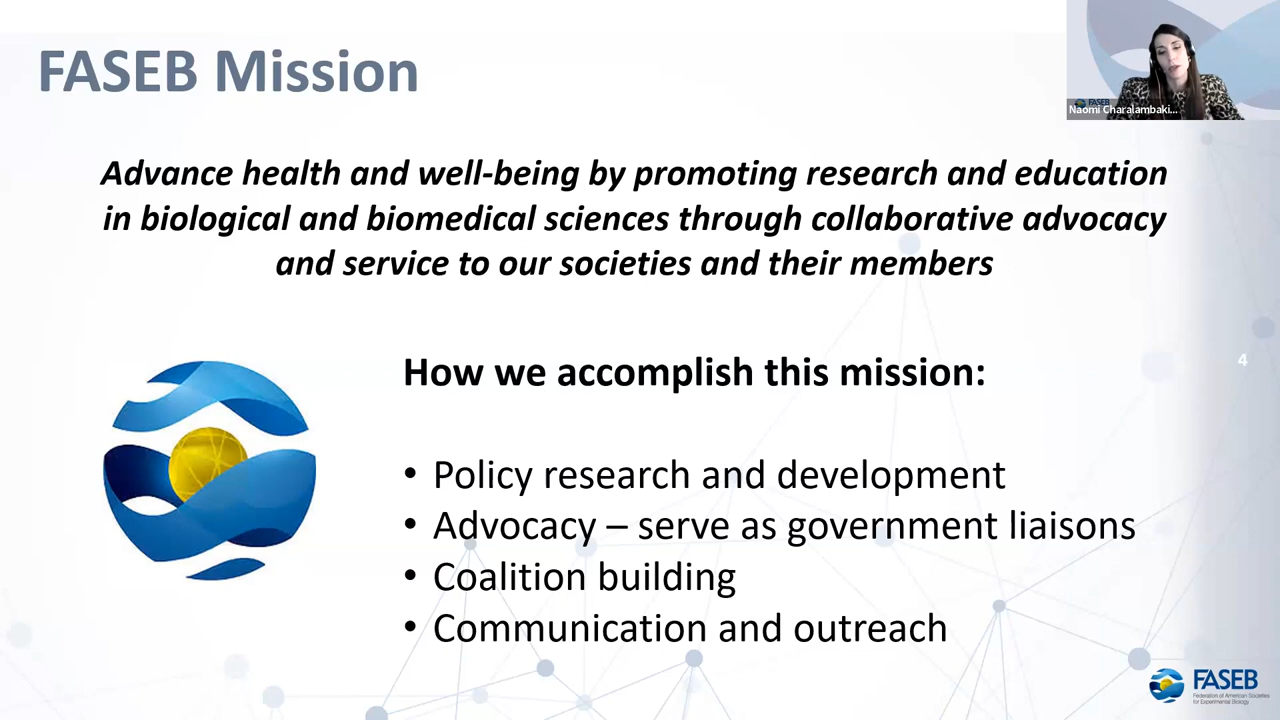 FASEB Mission
FASEB
Naomi Charalambaki...
Advance health and well-being by promoting research and education
in biological and biomedical sciences through collaborative advocacy
and service to our societies and their members
4
How we accomplish this mission:
• Policy research and development
• Advocacy – serve as government liaisons
• Coalition building
• Communication and outreach
FASEB
Federation of American Societies
for Experimental Biology